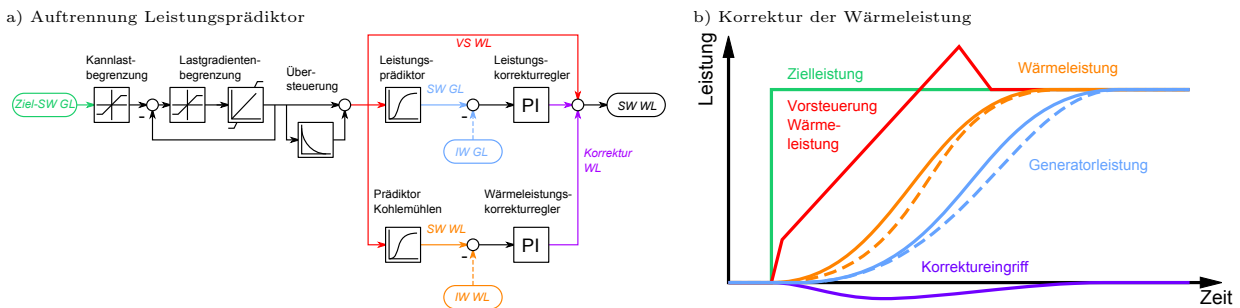 a) Auftrennung Leistungsprädiktor
Kannlast-
begrenzung
Lastgradienten-
begrenzung
Über-
steuerung
VS WL
Leistungs-
prädiktor
Leistungs-
korrekturregler
Ziel-SW GL
SW GL
PI
SW WL
IW GL
Korrektur
WL
Prädiktor
Kohlemühlen
Wärmeleistungs-
korrekturregler
SW WL
PI
IW WL
b) Korrektur der Wärmeleistung
Leistung
Zielleistung
Wärmeleistung
Vorsteuerung
Wärme-
leistung
Generatorleistung
Korrektureingriff
Zeit